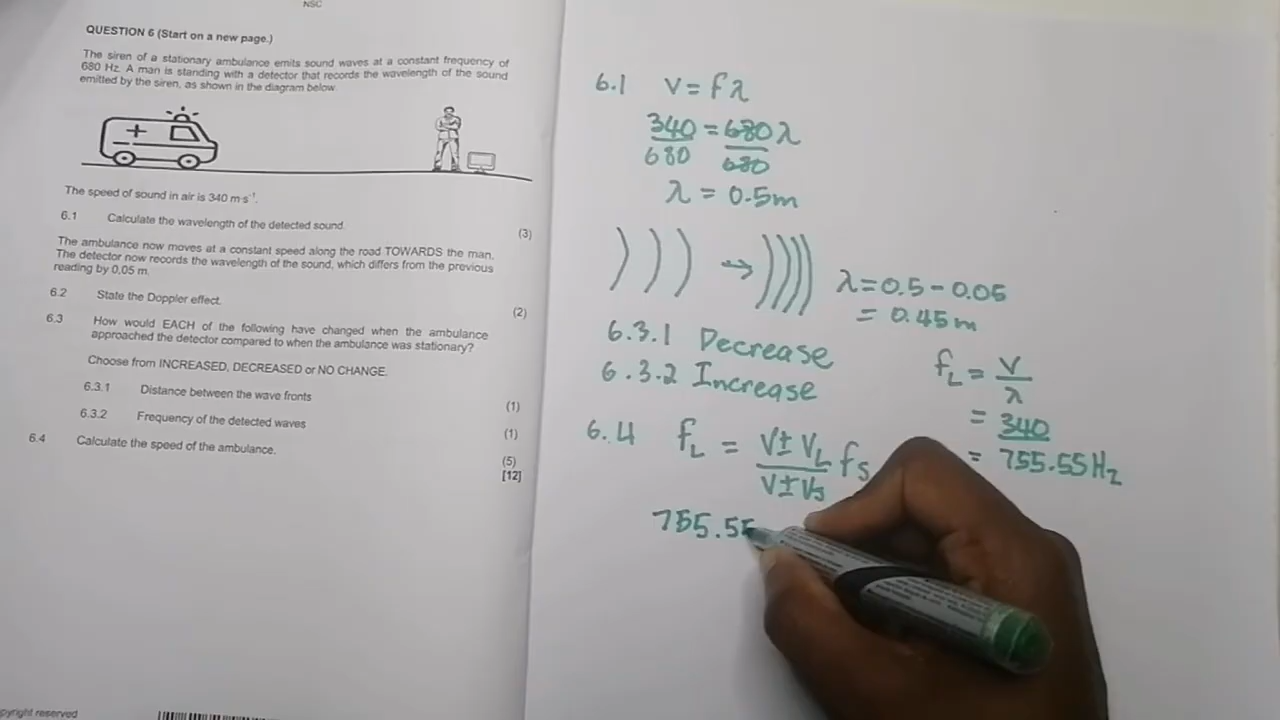 NSC
QUESTION 6 (Start on a new page.)
The siren of a stationary ambulance emits sound waves at a constant frequency of
680 Hz. A man is standing with a detector that records the wavelength of the sound
emitted by the siren, as shown in the diagram below.
The speed of sound in air is 340 m·s⁻¹.
6.1 Calculate the wavelength of the detected sound. (3)
The ambulance now moves at a constant speed along the road TOWARDS the man.
The detector now records the wavelength of the sound, which differs from the previous
reading by 0,05 m.
6.2 State the Doppler effect. (2)
6.3 How would EACH of the following have changed when the ambulance
approached the detector compared to when the ambulance was stationary?
Choose from INCREASED, DECREASED or NO CHANGE.
6.3.1 Distance between the wave fronts (1)
6.3.2 Frequency of the detected waves (1)
6.4 Calculate the speed of the ambulance. (5)
[12]
pyright reserved
6.1 v = fλ
340 = 680 λ
680 680
λ = 0.5m
λ = 0.5 - 0.05
= 0.45m
6.3.1 Decrease
6.3.2 Increase
fL = V
λ
= 340
= 755.55Hz
6.4 fL = V ± VL fs
V ± Vs
755.55